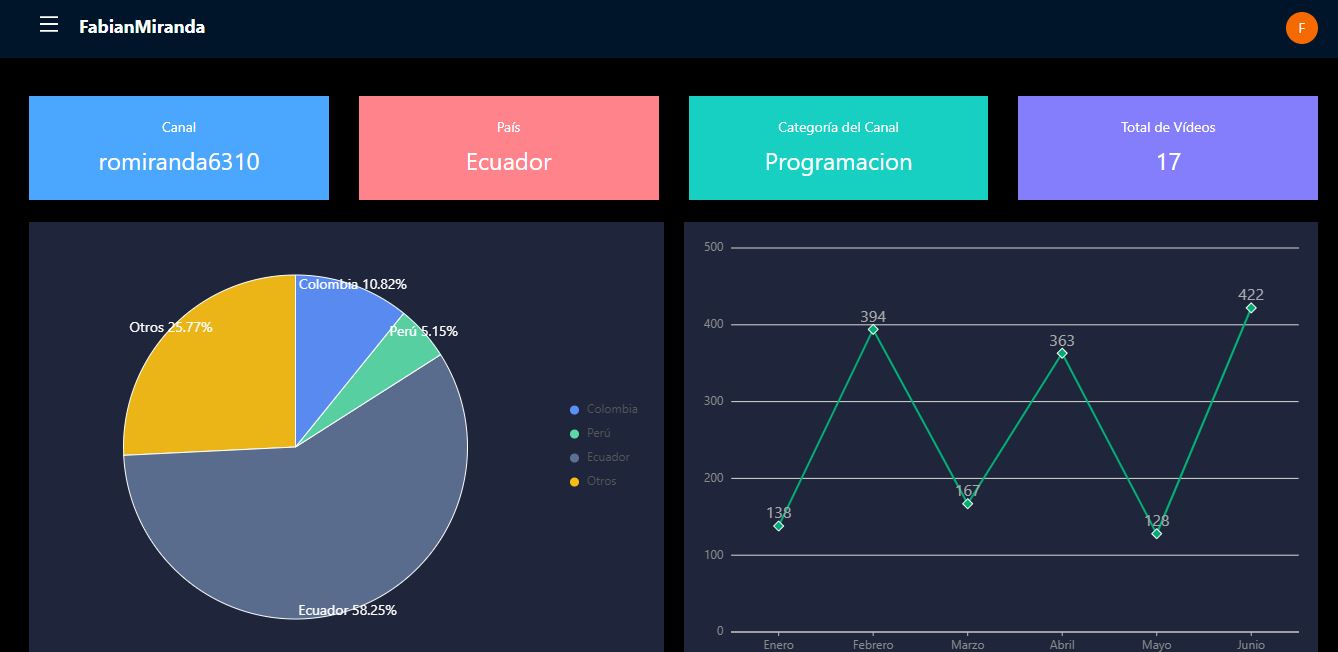 FabianMiranda
F
Canal
romiranda6310
País
Ecuador
Categoría del Canal
Programacion
Total de Vídeos
17
Colombia 10.82%
Otros 25.77%
Perú 5.15%
Ecuador 58.25%
Colombia
Perú
Ecuador
Otros
500
400
300
200
100
0
138
394
167
363
128
422
Enero
Febrero
Marzo
Abril
Mayo
Junio